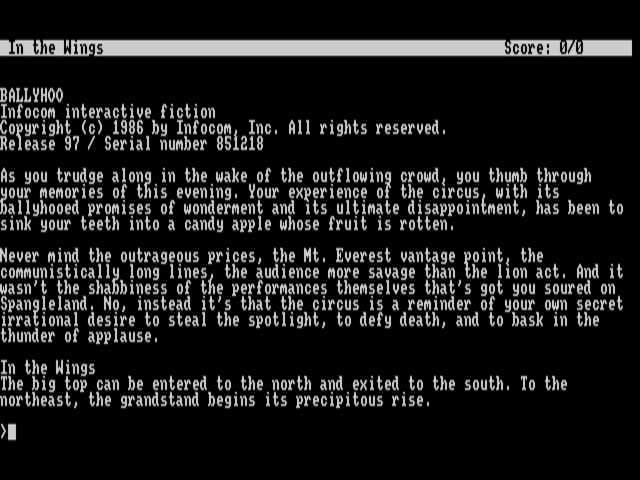 In the Wings Score: 0/0
BALLYHOO
Infocom interactive fiction
Copyright (c) 1986 by Infocom, Inc. All rights reserved.
Release 97 / Serial number 851218
As you trudge along in the wake of the outflowing crowd, you thumb through
your memories of this evening. Your experience of the circus, with its
ballyhooed promises of wonderment and its ultimate disappointment, has been to
sink your teeth into a candy apple whose fruit is rotten.
Never mind the outrageous prices, the Mt. Everest vantage point, the
communistically long lines, the audience more savage than the lion act. And it
wasn't the shabbiness of the performances themselves that's got you soured on
Spangleland. No, instead it's that the circus is a reminder of your own secret
irrational desire to steal the spotlight, to defy death, and to bask in the
thunder of applause.
In the Wings
The big top can be entered to the north and exited to the south. To the
northeast, the grandstand begins its precipitous rise.
>